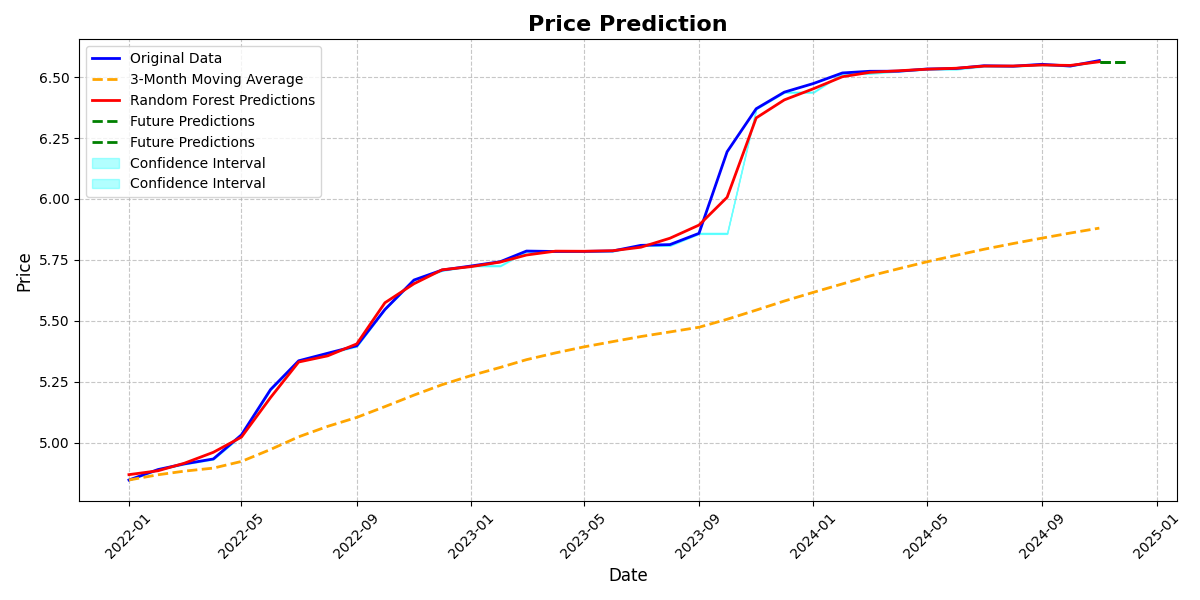 Price Prediction
Original Data
3-Month Moving Average
Random Forest Predictions
Future Predictions
Future Predictions
Confidence Interval
Confidence Interval
Price
6.50
6.25
6.00
5.75
5.50
5.25
5.00
2022-01
2022-05
2022-09
2023-01
2023-05
2023-09
2024-01
2024-05
2024-09
2025-01
Date